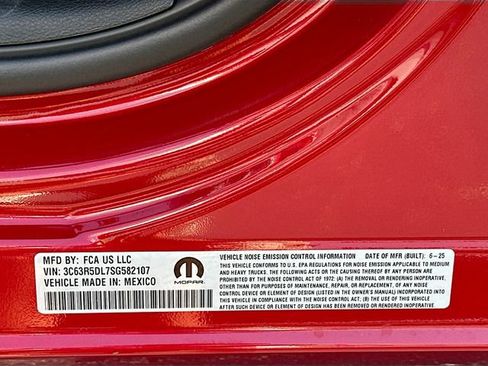 MFD BY: FCA US LLC
VIN: 3C63R5DL7SG582107
VEHICLE MADE IN: MEXICO
MOPAR
VEHICLE NOISE EMISSION CONTROL INFORMATION DATE OF MFR (BUILT): 6-25
THIS VEHICLE CONFORMS TO U.S. EPA REGULATIONS FOR NOISE EMISSION APPLICABLE TO MEDIUM
AND HEAVY TRUCKS. THE FOLLOWING ACTS OR THE CAUSING THEREOF BY ANY PERSON
ARE PROHIBITED BY THE NOISE CONTROL ACT OF 1972: (A) THE REMOVAL OR RENDERING INOPERATIVE,
OTHER THAN FOR PURPOSES OF MAINTENANCE, REPAIR, OR REPLACEMENT, OF ANY NOISE
CONTROL DEVICE OR ELEMENT OF DESIGN (LISTED IN THE OWNER'S MANUAL) INCORPORATED INTO
THIS VEHICLE IN COMPLIANCE WITH THE NOISE CONTROL ACT; (B) THE USE OF THIS VEHICLE
AFTER SUCH DEVICE OR ELEMENT OF DESIGN HAS BEEN REMOVED OR RENDERED INOPERATIVE